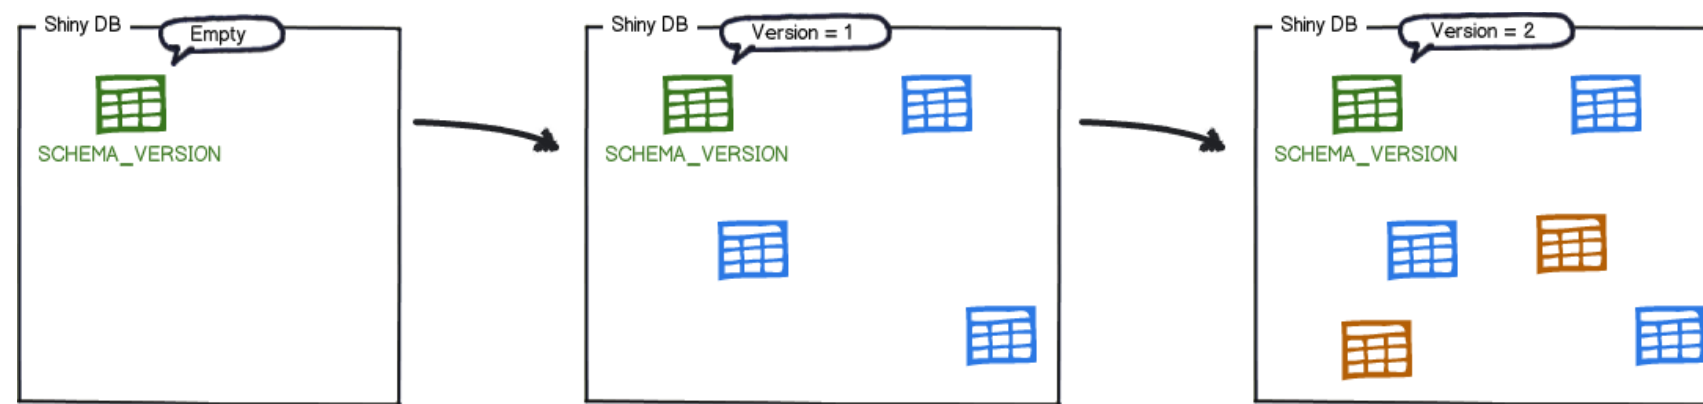 Shiny DB
Empty
SCHEMA_VERSION
Shiny DB
Version = 1
SCHEMA_VERSION
Shiny DB
Version = 2
SCHEMA_VERSION